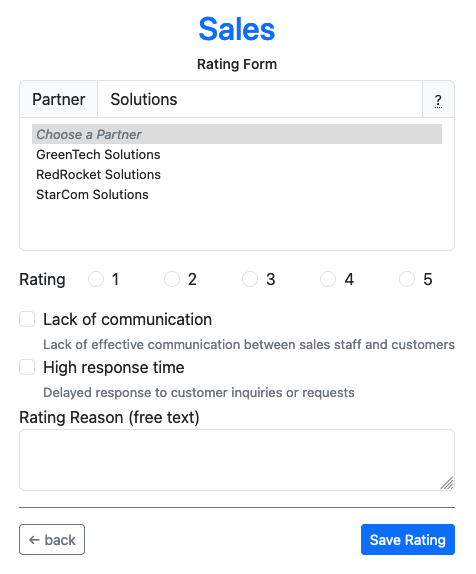 Sales
Rating Form
Partner Solutions ?
Choose a Partner
GreenTech Solutions
RedRocket Solutions
StarCom Solutions
Rating 1 2 3 4 5
Lack of communication
Lack of effective communication between sales staff and customers
High response time
Delayed response to customer inquiries or requests
Rating Reason (free text)
← back Save Rating